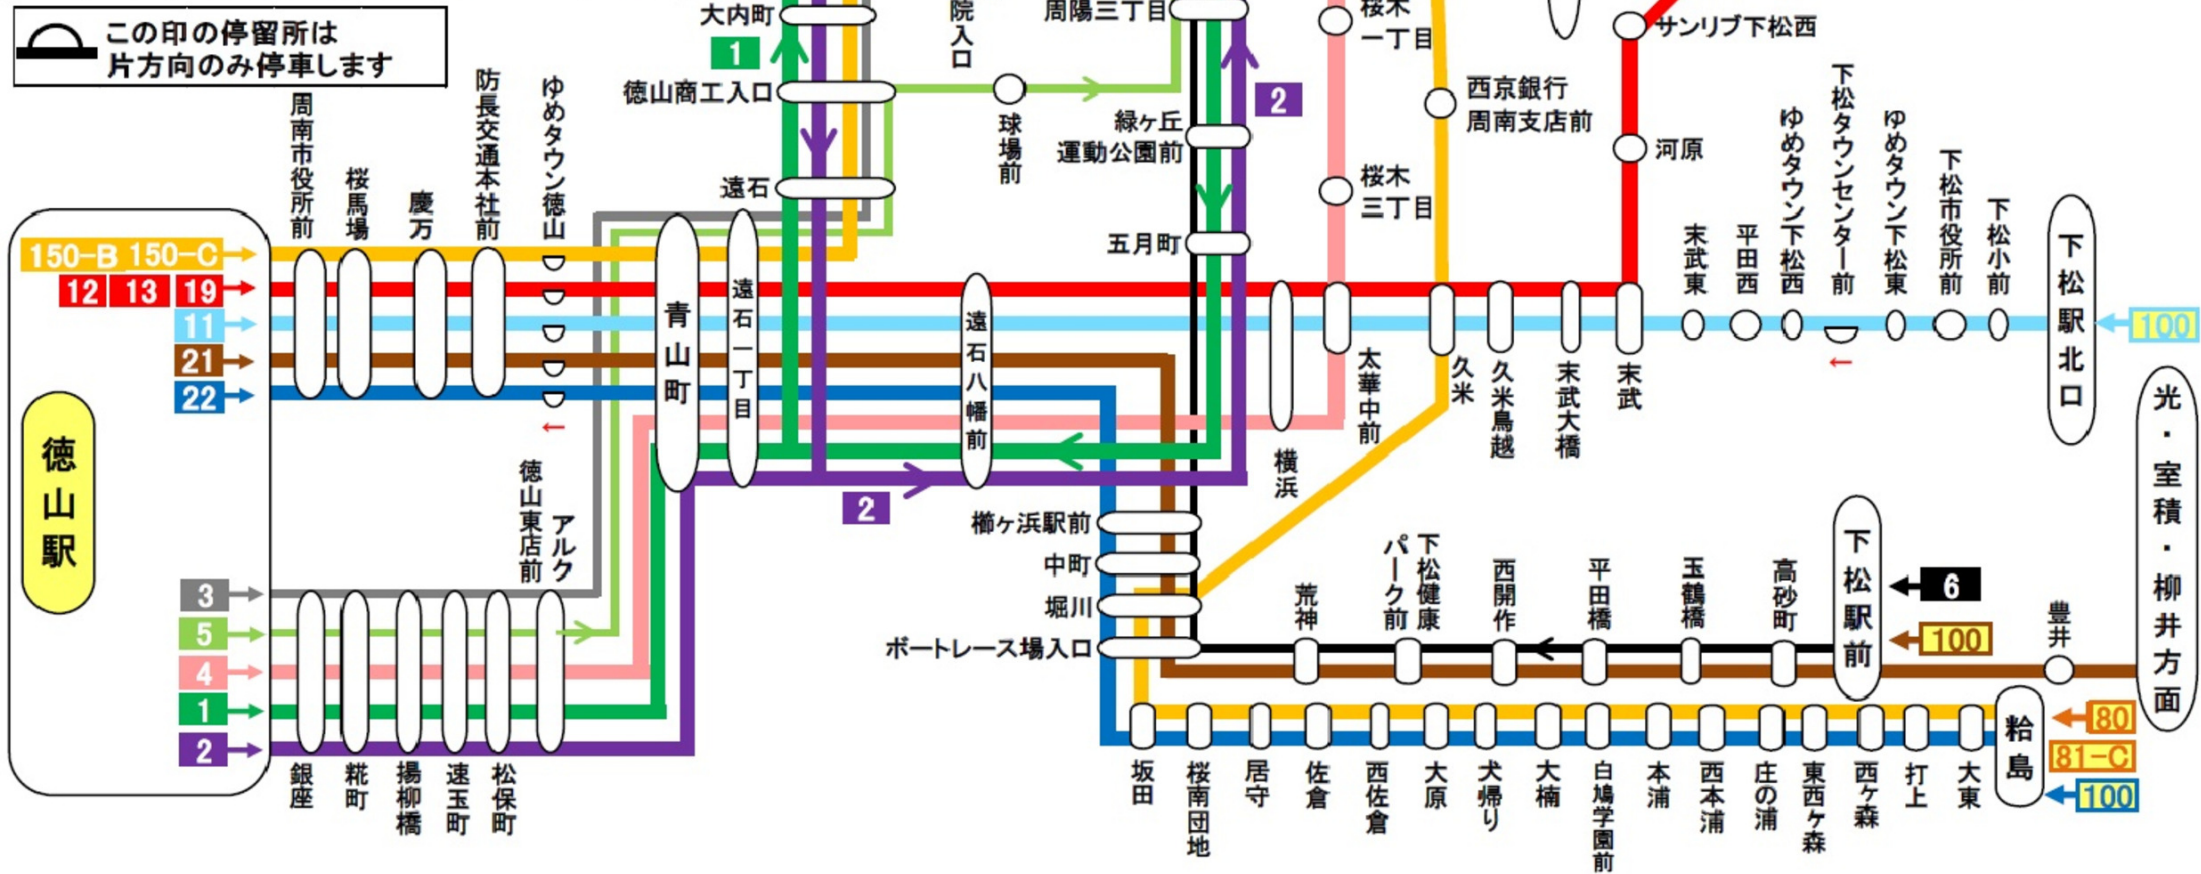 この印の停留所は
片方向のみ停車します
大内町
1
徳山商工入口
遠石
院入口
球場前
周陽三丁目
緑ヶ丘
運動公園前
五月町
2
桜木
一丁目
桜木
三丁目
西京銀行
周南支店前
サンリブ下松西
河原
周南市役所前
桜馬場
慶万
防長交通本社前
ゆめタウン徳山
末武東
平田西
ゆめタウン下松西
下松タウンセンター前
ゆめタウン下松東
下松市役所前
下松小前
下松駅北口
100
150-B 150-C
12 13 19
11
21
22
徳山駅
3
5
4
1
2
青山町
遠石一丁目
遠石八幡前
横浜
太華中前
久米
久米鳥越
末武大橋
末武
徳山東店前
アルク
2
櫛ヶ浜駅前
中町
堀川
ボートレース場入口
荒神
下松健康
パーク前
西開作
平田橋
玉鶴橋
高砂町
下松駅前
6
100
豊井
光・室積・柳井方面
銀座
糀町
揚柳橋
速玉町
松保町
坂田
桜南団地
居守
佐倉
西佐倉
大原
犬帰り
大楠
白鳩学園前
本浦
西本浦
庄の浦
東西ヶ森
西ヶ森
打上
大東
粭島
80
81-C
100